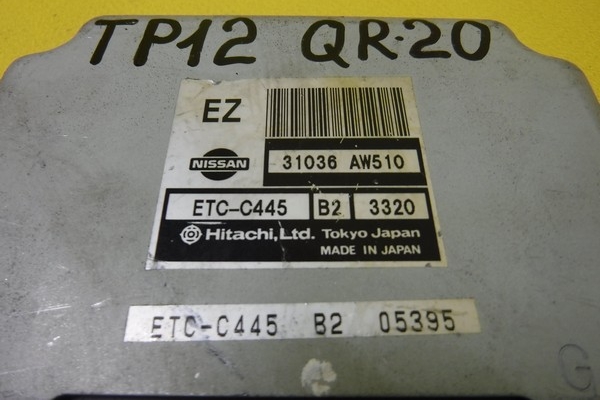 TP12 QR·20
EZ
NISSAN
31036 AW510
ETC-C445 B2 3320
Hitachi, Ltd. Tokyo Japan
MADE IN JAPAN
ETC-C445 B2 05395
G